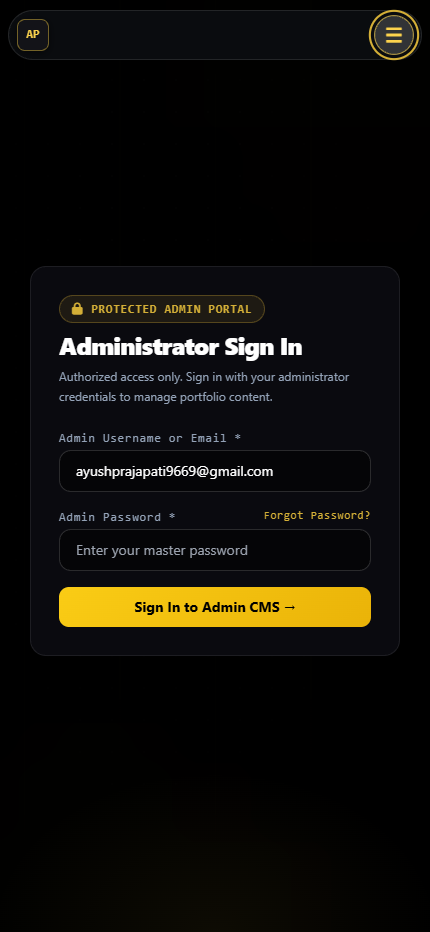 AP
PROTECTED ADMIN PORTAL
Administrator Sign In
Authorized access only. Sign in with your administrator
credentials to manage portfolio content.
Admin Username or Email *
ayushprajapati9669@gmail.com
Admin Password *
Forgot Password?
Enter your master password
Sign In to Admin CMS →